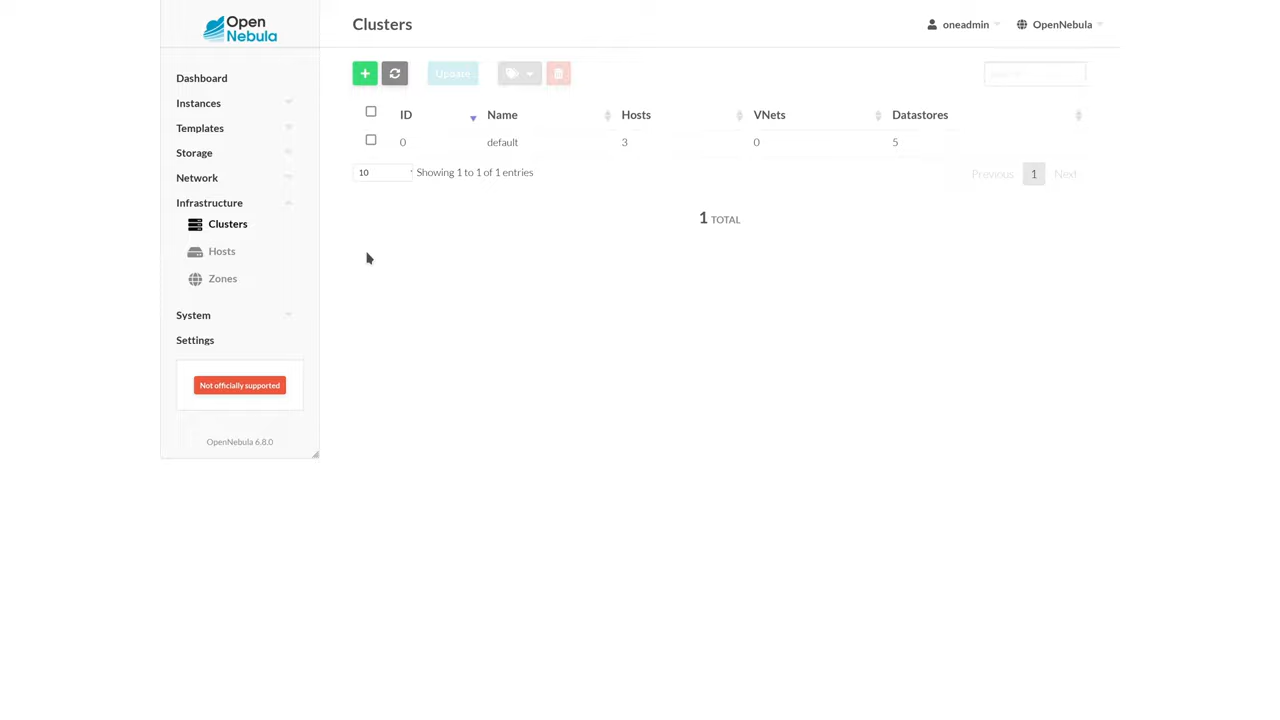 Open
Nebula
Clusters
oneadmin
OpenNebula
Dashboard
Instances
Templates
Storage
Network
Infrastructure
Clusters
Hosts
Zones
System
Settings
Not officially supported
OpenNebula 6.8.0
+
Update
ID Name Hosts VNets Datastores
0 default 3 0 5
10 Showing 1 to 1 of 1 entries
Previous 1 Next
1 TOTAL